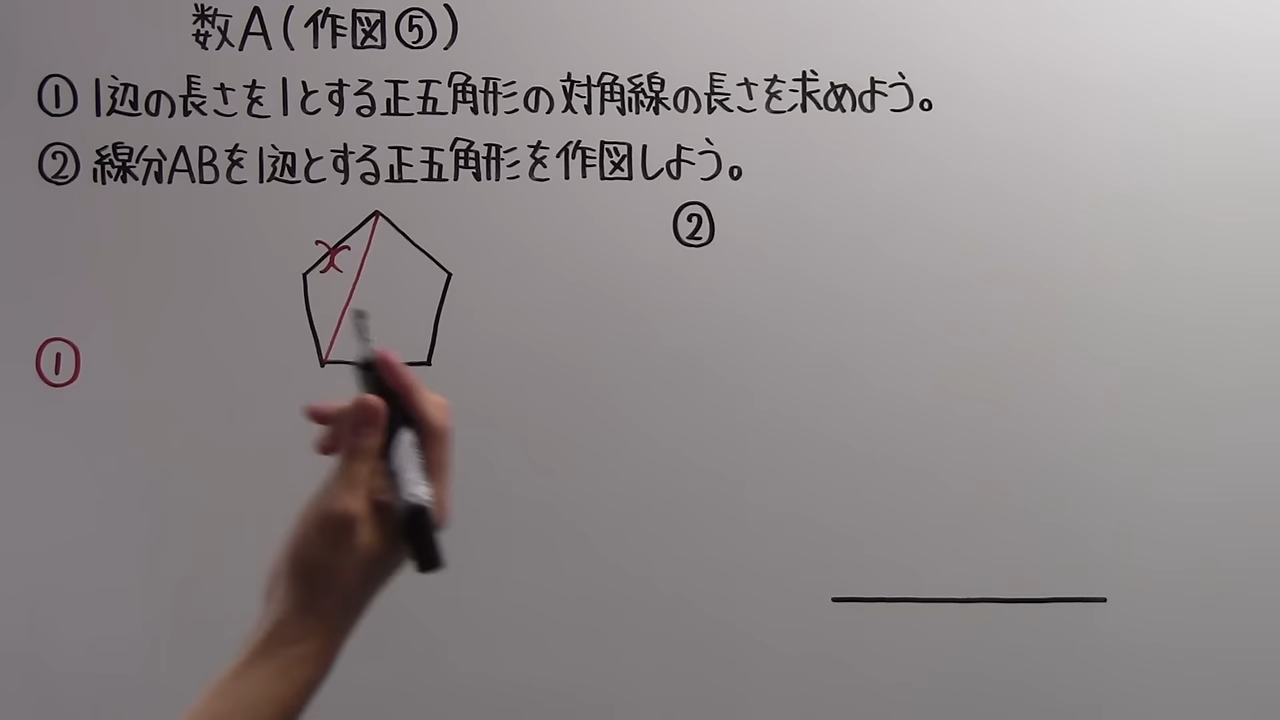 数A(作図⑤)
① 1辺の長さを1とする正五角形の対角線の長さを求めよう。
② 線分ABを1辺とする正五角形を作図しよう。
②
x
①